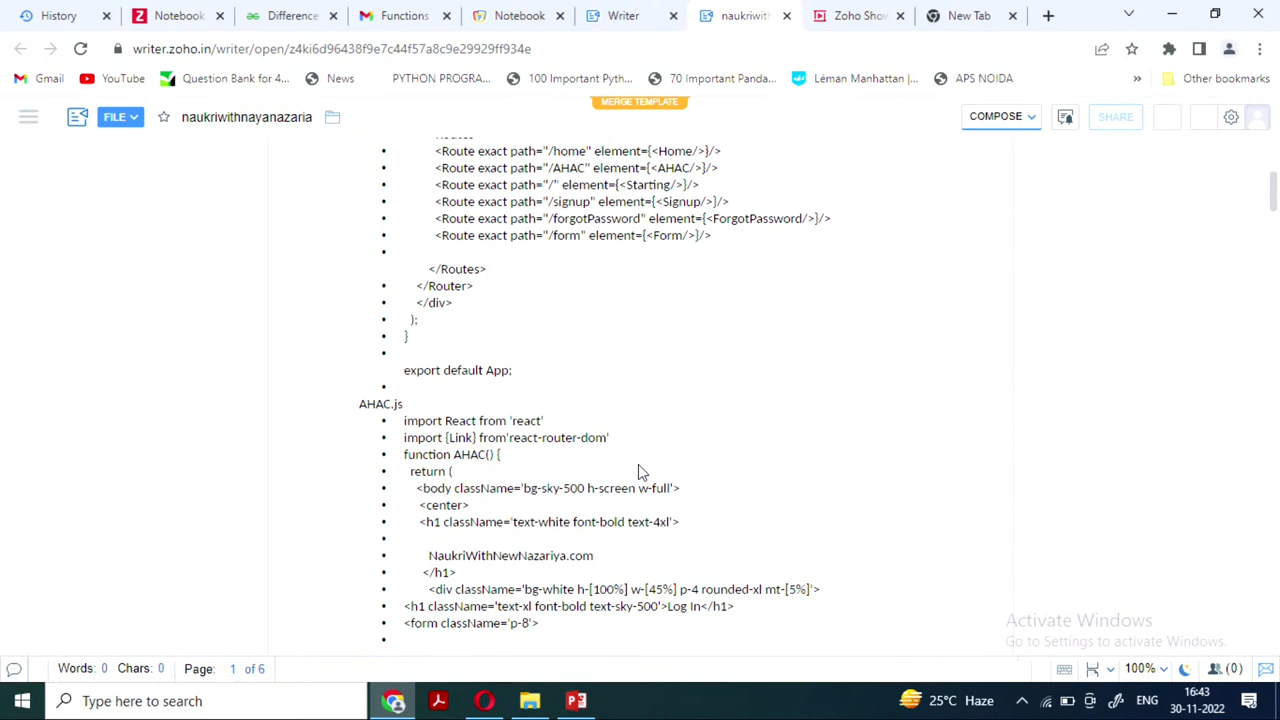 History
Notebook
Difference
Functions
Notebook
Writer
naukriwith
Zoho Show
New Tab
writer.zoho.in/writer/open/z4ki6d96438f9e7c44f57a8c9e29929ff934e
Gmail
YouTube
Question Bank for 4...
News
PYTHON PROGRA...
100 Important Pyth...
70 Important Panda...
Léman Manhattan |...
APS NOIDA
»
Other bookmarks
MERGE TEMPLATE
FILE
naukriwithnayanazaria
COMPOSE
SHARE
<Route exact path="/home" element={<Home/>}/>
<Route exact path="/AHAC" element={<AHAC/>}/>
<Route exact path="/" element={<Starting/>}/>
<Route exact path="/signup" element={<Signup/>}/>
<Route exact path="/forgotPassword" element={<ForgotPassword/>}/>
<Route exact path="/form" element={<Form/>}/>
</Routes>
</Router>
</div>
);
}
export default App;
AHAC.js
import React from 'react'
import {Link} from'react-router-dom'
function AHAC() {
return (
<body className='bg-sky-500 h-screen w-full'>
<center>
<h1 className='text-white font-bold text-4xl'>
NaukriWithNewNazariya.com
</h1>
<div className='bg-white h-[100%] w-[45%] p-4 rounded-xl mt-[5%]'>
<h1 className='text-xl font-bold text-sky-500'>Log In</h1>
<form className='p-8'>
Activate Windows
Go to Settings to activate Windows.
Words: 0 Chars: 0 Page: 1 of 6
100%
(0)
Type here to search
25°C Haze
ENG
16:43
30-11-2022